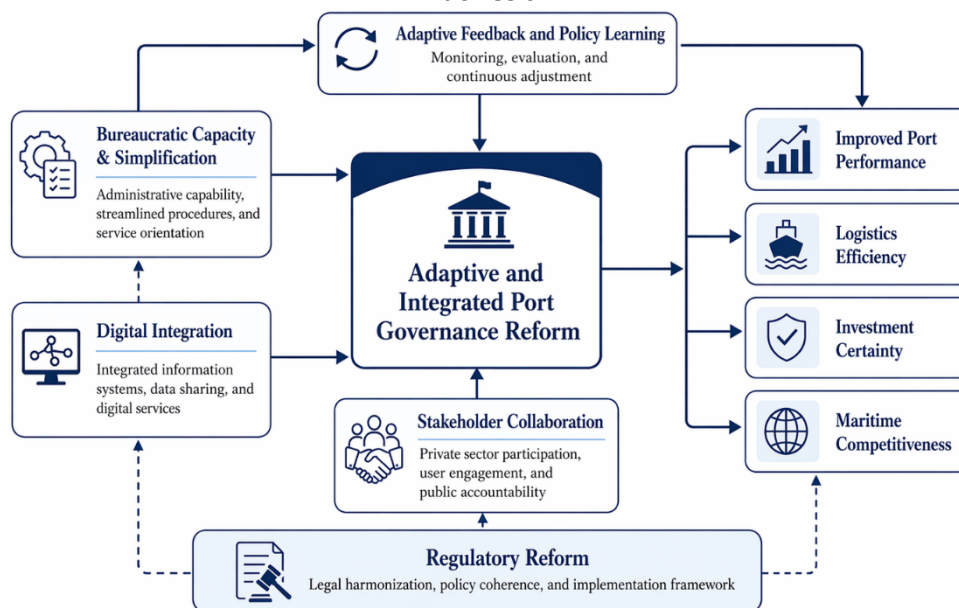 Adaptive Feedback and Policy Learning
Monitoring, evaluation, and
continuous adjustment
Bureaucratic Capacity
& Simplification
Administrative capability,
streamlined procedures, and
service orientation
Digital Integration
Integrated information
systems, data sharing, and
digital services
Adaptive and
Integrated Port
Governance Reform
Stakeholder Collaboration
Private sector participation,
user engagement, and
public accountability
Improved Port
Performance
Logistics
Efficiency
Investment
Certainty
Maritime
Competitiveness
Regulatory Reform
Legal harmonization, policy coherence, and implementation framework